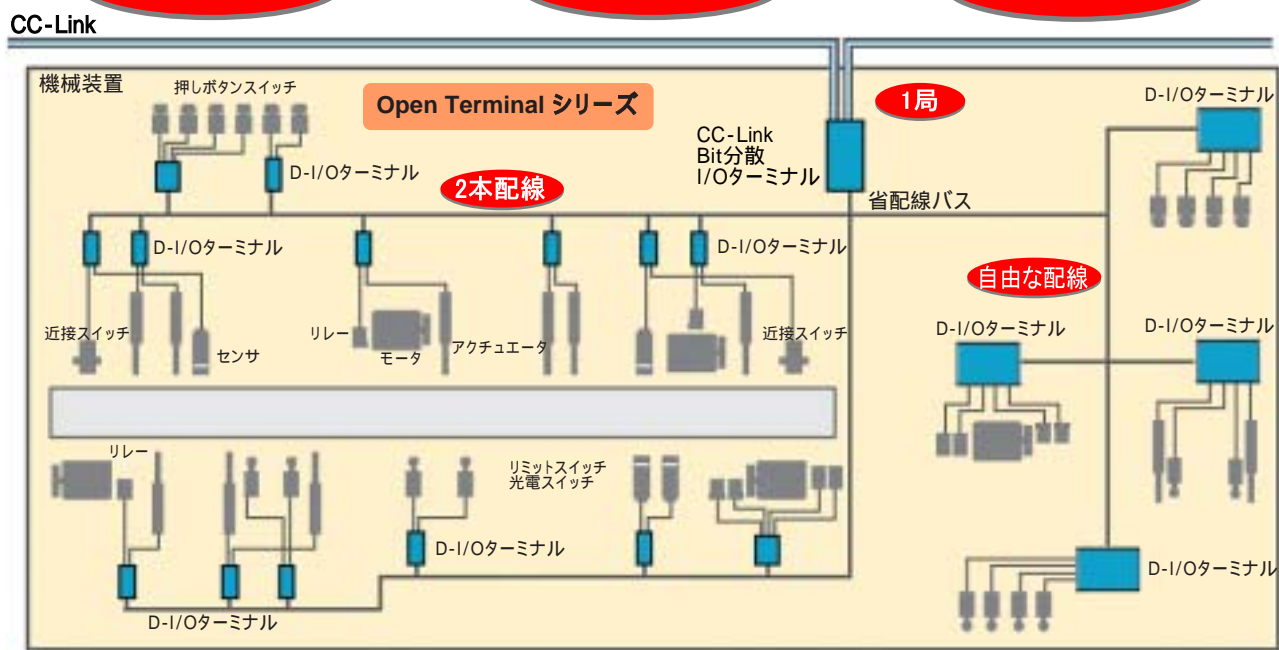 CC-Link
機械装置
押しボタンスイッチ
Open Terminal シリーズ
1局
D-I/Oターミナル
CC-Link
Bit分散
I/Oターミナル
D-I/Oターミナル
2本配線
省配線バス
D-I/Oターミナル
D-I/Oターミナル
自由な配線
近接スイッチ
センサ
リレー
モータ
アクチュエータ
近接スイッチ
D-I/Oターミナル
D-I/Oターミナル
リレー
リミットスイッチ
光電スイッチ
D-I/Oターミナル
D-I/Oターミナル
D-I/Oターミナル